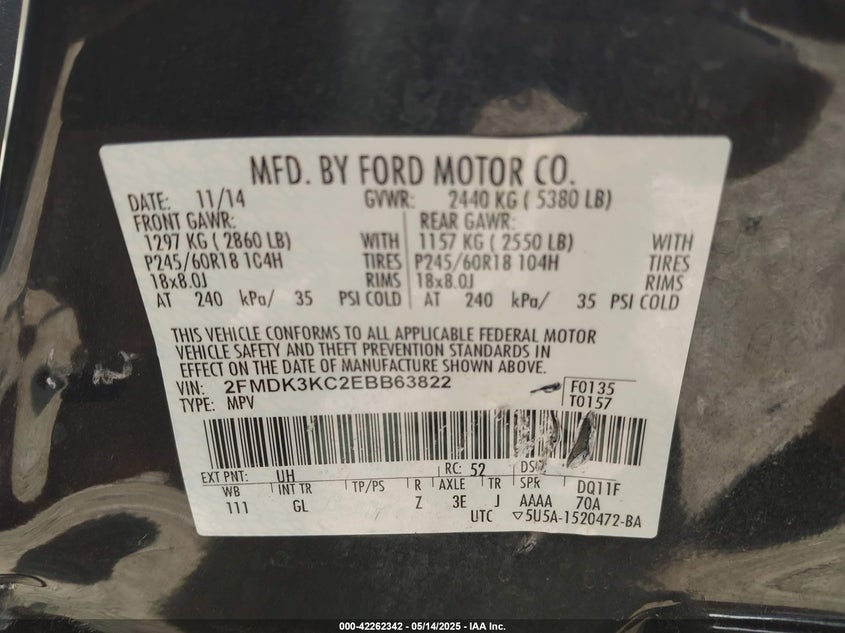 MFD. BY FORD MOTOR CO.
DATE: 11/14 GVWR: 2440 KG ( 5380 LB)
FRONT GAWR: REAR GAWR:
1297 KG ( 2860 LB) WITH 1157 KG ( 2550 LB) WITH
P245/60R18 104H TIRES P245/60R18 104H TIRES
18x8.0J RIMS 18x8.0J RIMS
AT 240 kPa/ 35 PSI COLD AT 240 kPa/ 35 PSI COLD
THIS VEHICLE CONFORMS TO ALL APPLICABLE FEDERAL MOTOR
VEHICLE SAFETY AND THEFT PREVENTION STANDARDS IN
EFFECT ON THE DATE OF MANUFACTURE SHOWN ABOVE.
VIN: 2FMDK3KC2EBB63822 F0135
TYPE: MPV T0157
EXT PNT: UH RC: 52 DSO:
WB INT TR TP/PS R AXLE TR SPR DQ11F
111 GL Z 3E J AAAA 70A
UTC ▽5U5A-1520472-BA
000-42262342 - 05/14/2025 - IAA Inc.